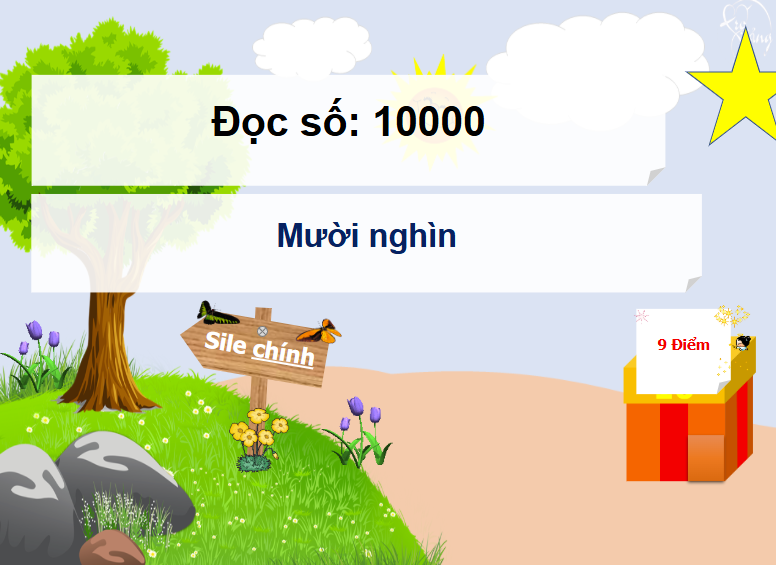 Đọc số: 10000
Mười nghìn
Sile chính
9 Điểm